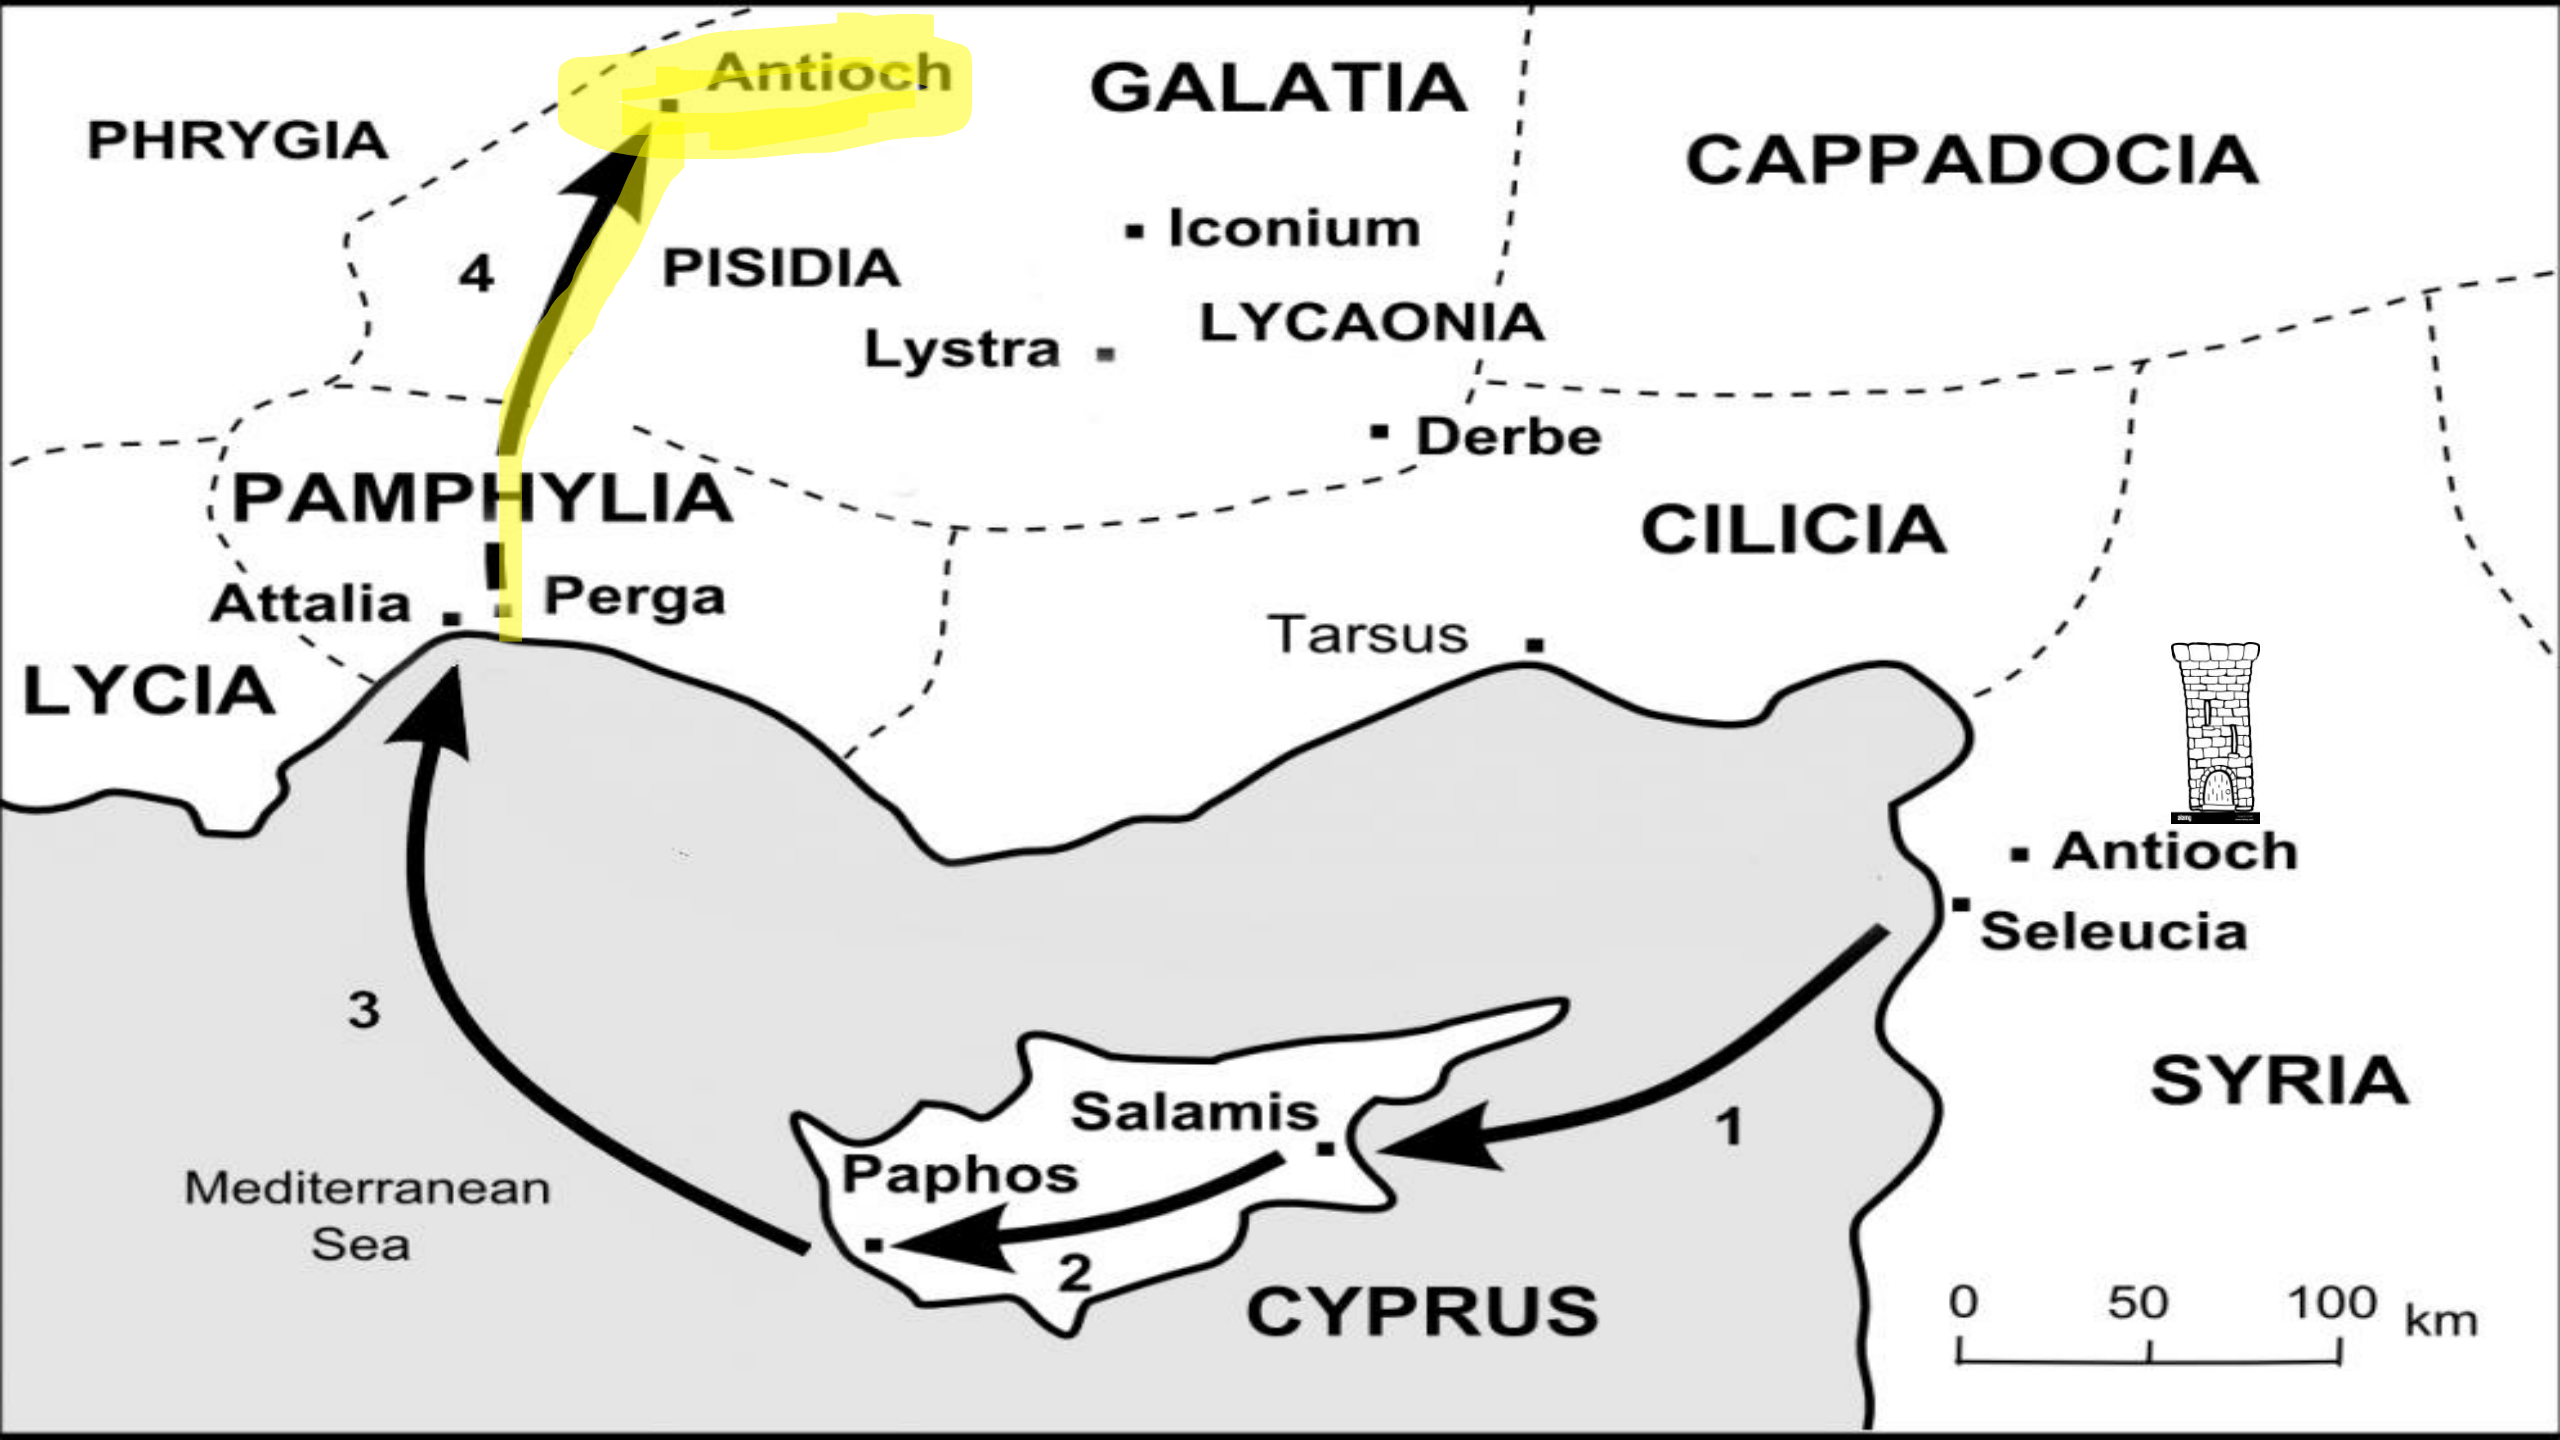 Antioch
GALATIA
PHRYGIA
CAPPADOCIA
Iconium
4
PISIDIA
LYCAONIA
Lystra
Derbe
PAMPHYLIA
CILICIA
Attalia
Perga
Tarsus
LYCIA
Antioch
Seleucia
3
SYRIA
Salamis
1
Paphos
Mediterranean
Sea
2
CYPRUS
0 50 100 km